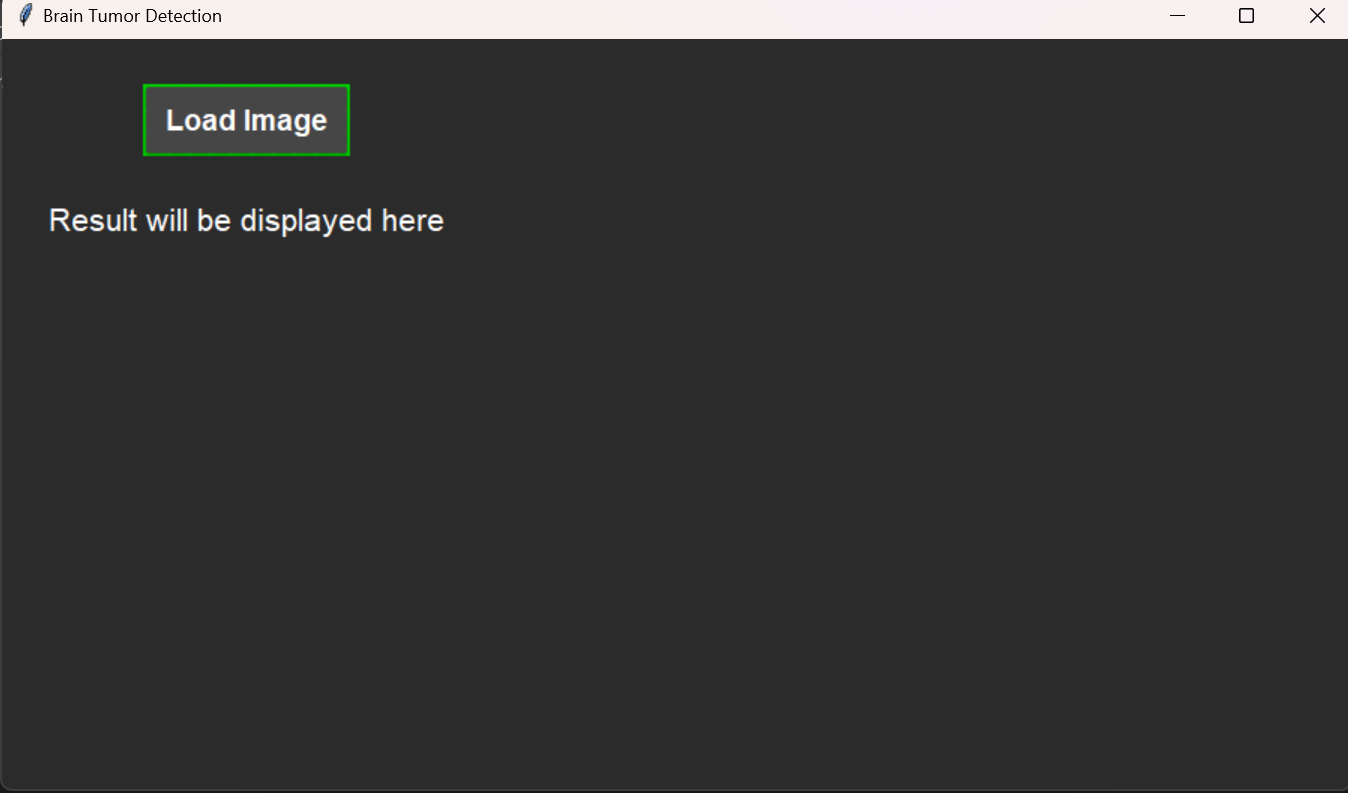 Brain Tumor Detection
Load Image
Result will be displayed here